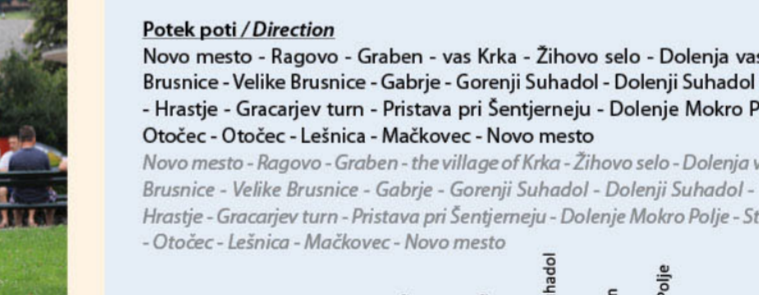 Potek poti / Direction
Novo mesto - Ragovo - Graben - vas Krka - Žihovo selo - Dolenja vas
Brusnice - Velike Brusnice - Gabrje - Gorenji Suhadol - Dolenji Suhadol
- Hrastje - Gracarjev turn - Pristava pri Šentjerneju - Dolenje Mokro P
Otočec - Otočec - Lešnica - Mačkovec - Novo mesto
Novo mesto - Ragovo - Graben - the village of Krka - Žihovo selo - Dolenja v
Brusnice - Velike Brusnice - Gabrje - Gorenji Suhadol - Dolenji Suhadol -
Hrastje - Gracarjev turn - Pristava pri Šentjerneju - Dolenje Mokro Polje - St
- Otočec - Lešnica - Mačkovec - Novo mesto
hadol
n
Polje